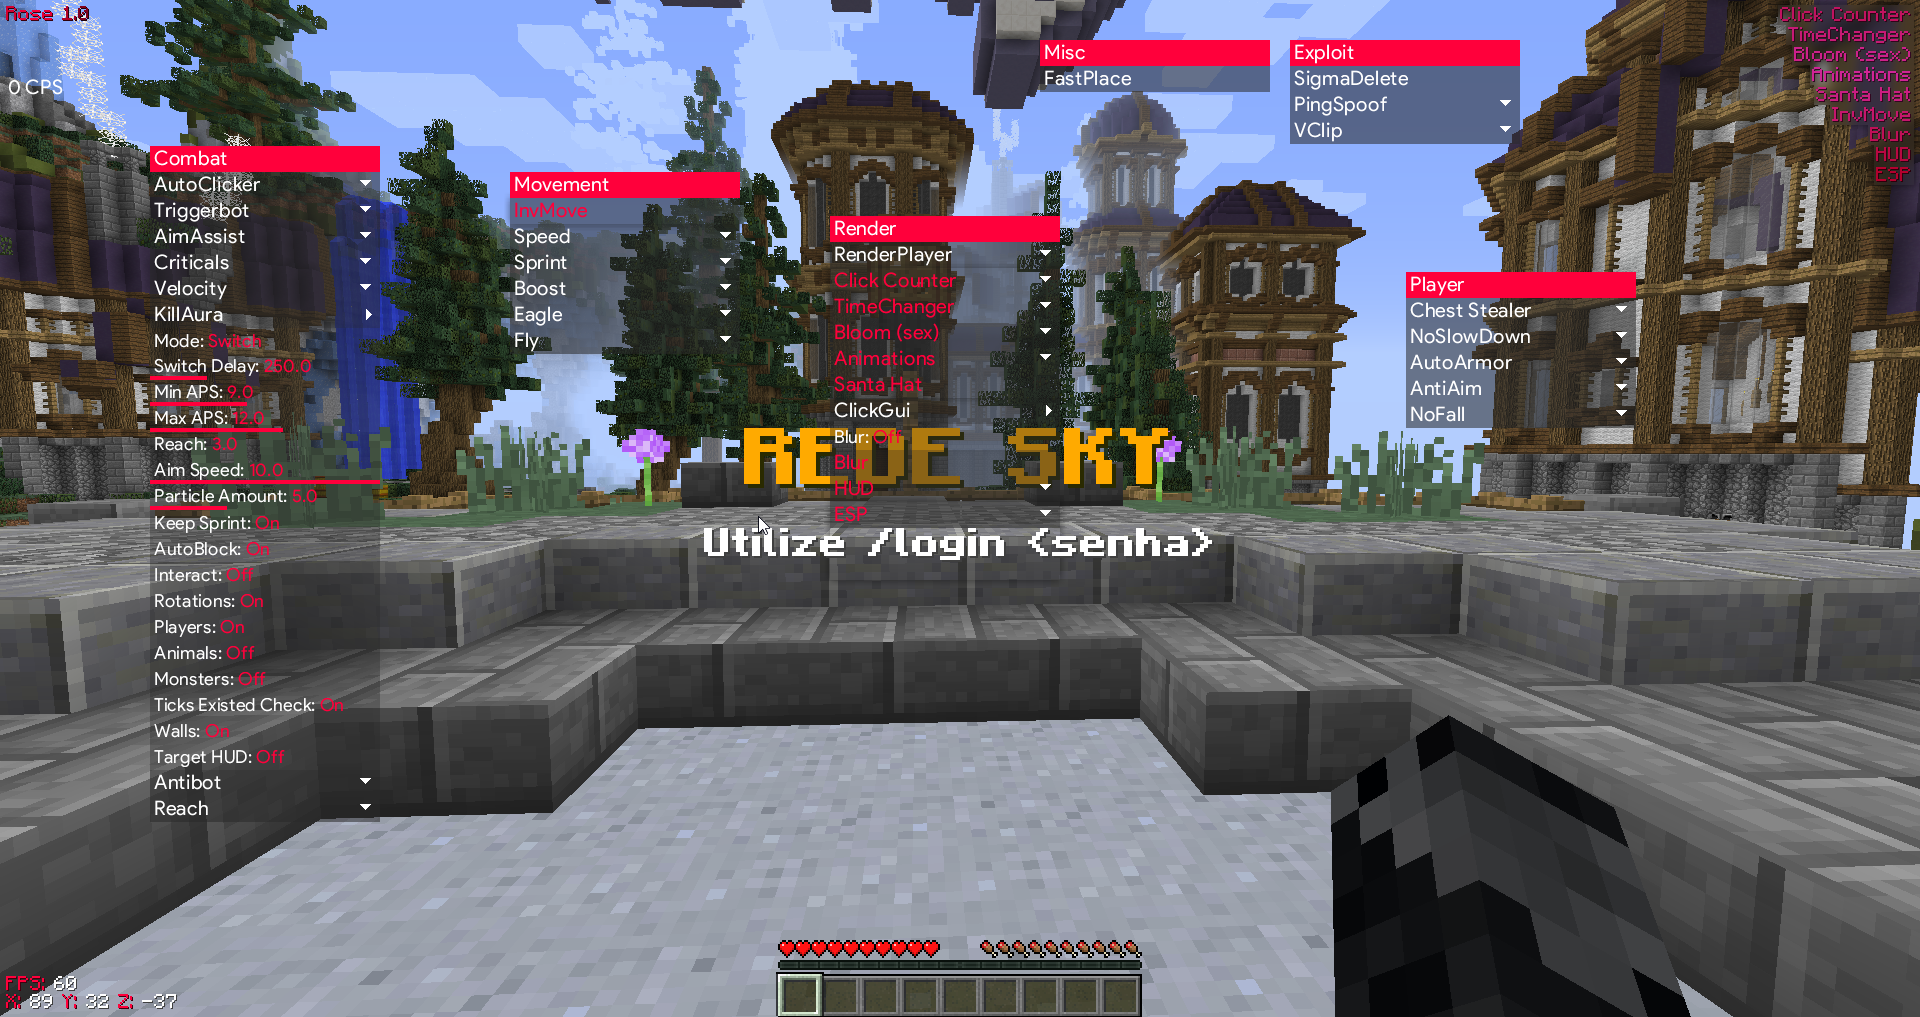 Rose 1.0
0 CPS
Click Counter
TimeChanger
Bloom (sex)
Animations
Santa Hat
InvMove
Blur
HUD
ESP
Combat
AutoClicker
Triggerbot
AimAssist
Criticals
Velocity
KillAura
Mode: Switch
Switch Delay: 250.0
Min APS: 9.0
Max APS: 12.0
Reach: 3.0
Aim Speed: 10.0
Particle Amount: 5.0
Keep Sprint: On
AutoBlock: On
Interact: Off
Rotations: On
Players: On
Animals: Off
Monsters: Off
Ticks Existed Check: On
Walls: On
Target HUD: Off
Antibot
Reach
Movement
InvMove
Speed
Sprint
Boost
Eagle
Fly
Render
RenderPlayer
Click Counter
TimeChanger
Bloom (sex)
Animations
Santa Hat
ClickGui
Blur: Off
Blur
HUD
ESP
Misc
FastPlace
Exploit
SigmaDelete
PingSpoof
VClip
Player
Chest Stealer
NoSlowDown
AutoArmor
AntiAim
NoFall
REDE SKY
Utilize /login <senha>
FPS: 60
X: 89 Y: 32 Z: -37